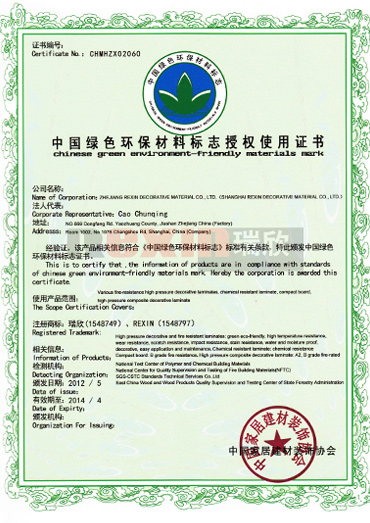 证书编号:
Certificate No.: CHMHZX02060
中国绿色环保材料标志
中国绿色环保材料标志授权使用证书
chinese green environment-friendly materials mark
公司名称:
Name of Corporation: ZHEJIANG REXIN DECORATIVE MATERIAL CO., LTD. (SHANGHAI REXIN DECORATIVE MATERIAL CO., LTD.)
法人代表:
Corporate Representative: Cao Chunqing
地址: NO.669 Dongfang Rd, Yaozhuang County, Jiashan Zhejiang China (Factory)
Address: Room 1002, No 1076 Changshou Rd, Shanghai, China (Company)
经验证,该产品相关信息符合《中国绿色环保材料标志》标准有关条款,特此颁发中国绿
色环保材料标志证书。
This is to certify that ,the information of products are in compliance with standards
of chinese green environment-friendly materials mark. Hereby the corporation is awarded this
certificate.
使用产品范围: Various fire-resistance high pressure decorative laminates, chemical resistant laminate, compact board,
high pressure composite decorative laminate
The Scope Certification Covers:
注册商标: 瑞欣(1548749)、REXIN(1548797)
Registered Trademark: High pressure decorative and fire resistant laminates: green eco-friendly, high temperature resistance,
wear resistance, scratch resistance, impact resistance, stain resistance, water and moisture proof,
decorative, easy application and maintenance,Chemical resistant laminate: chemical resistance
相关信息:
Information of Products: Compact board: B grade fire resistance, High pressure composite decorative laminate: A2, B grade fire-rated
检测机构: National Test Center of Polymer and Chemical Building Materials
National Center for Quality Supervision and Testing of Fire Building Materials(NFTC)
Detecting Organization: SGS-CSTC Standards Technical Services Co.,Ltd
颁发日期: 2012 / 5 East China Wood and Wood Products Quality Supervision and Testing Center of State Forestry Administration
Date of issue:
有效期至: 2014 / 4
Date of Expiry:
颁发机构:
Organization For Issuing:
中国家居建材装饰协会
中国家居建材装饰协会